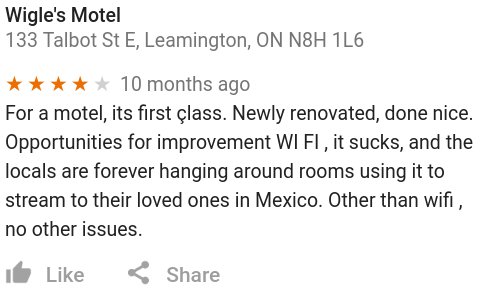 Wigle's Motel
133 Talbot St E, Leamington, ON N8H 1L6
10 months ago
For a motel, its first çlass. Newly renovated, done nice.
Opportunities for improvement WI FI , it sucks, and the
locals are forever hanging around rooms using it to
stream to their loved ones in Mexico. Other than wifi ,
no other issues.
Like Share